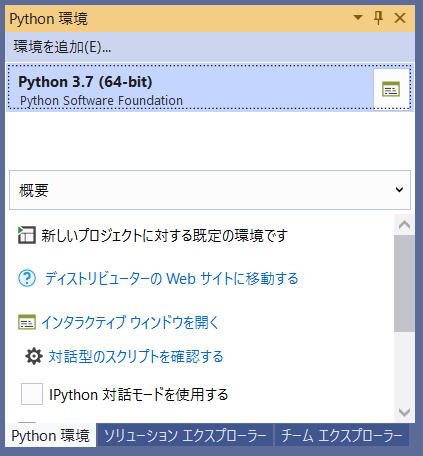 Python 環境
環境を追加(E)...
Python 3.7 (64-bit)
Python Software Foundation
概要
新しいプロジェクトに対する既定の環境です
ディストリビューターの Web サイトに移動する
インタラクティブ ウィンドウを開く
対話型のスクリプトを確認する
IPython 対話モードを使用する
Python 環境 ソリューション エクスプローラー チーム エクスプローラー